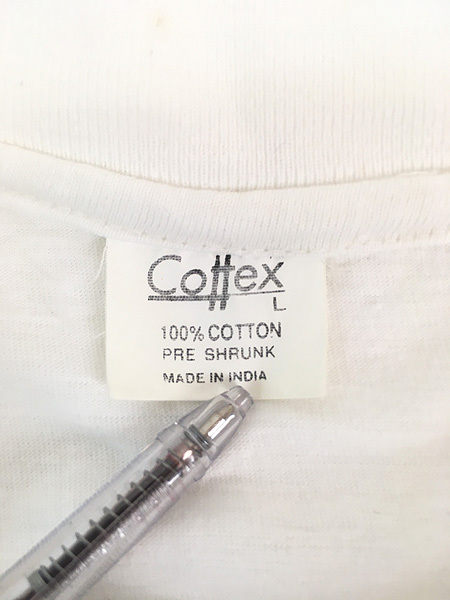 Cottex
L
100% COTTON
PRE SHRUNK
MADE IN INDIA